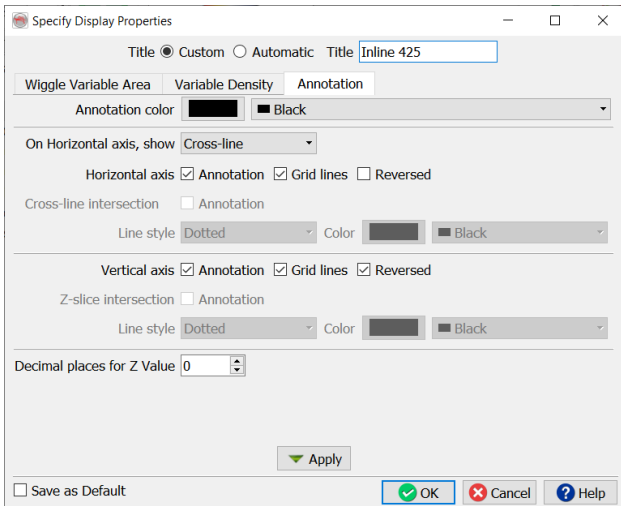 Specify Display Properties
Title Custom Automatic Title Inline 425
Wiggle Variable Area Variable Density Annotation
Annotation color Black
On Horizontal axis, show Cross-line
Horizontal axis Annotation Grid lines Reversed
Cross-line intersection Annotation
Line style Dotted Color Black
Vertical axis Annotation Grid lines Reversed
Z-slice intersection Annotation
Line style Dotted Color Black
Decimal places for Z Value 0
Apply
Save as Default OK Cancel ? Help